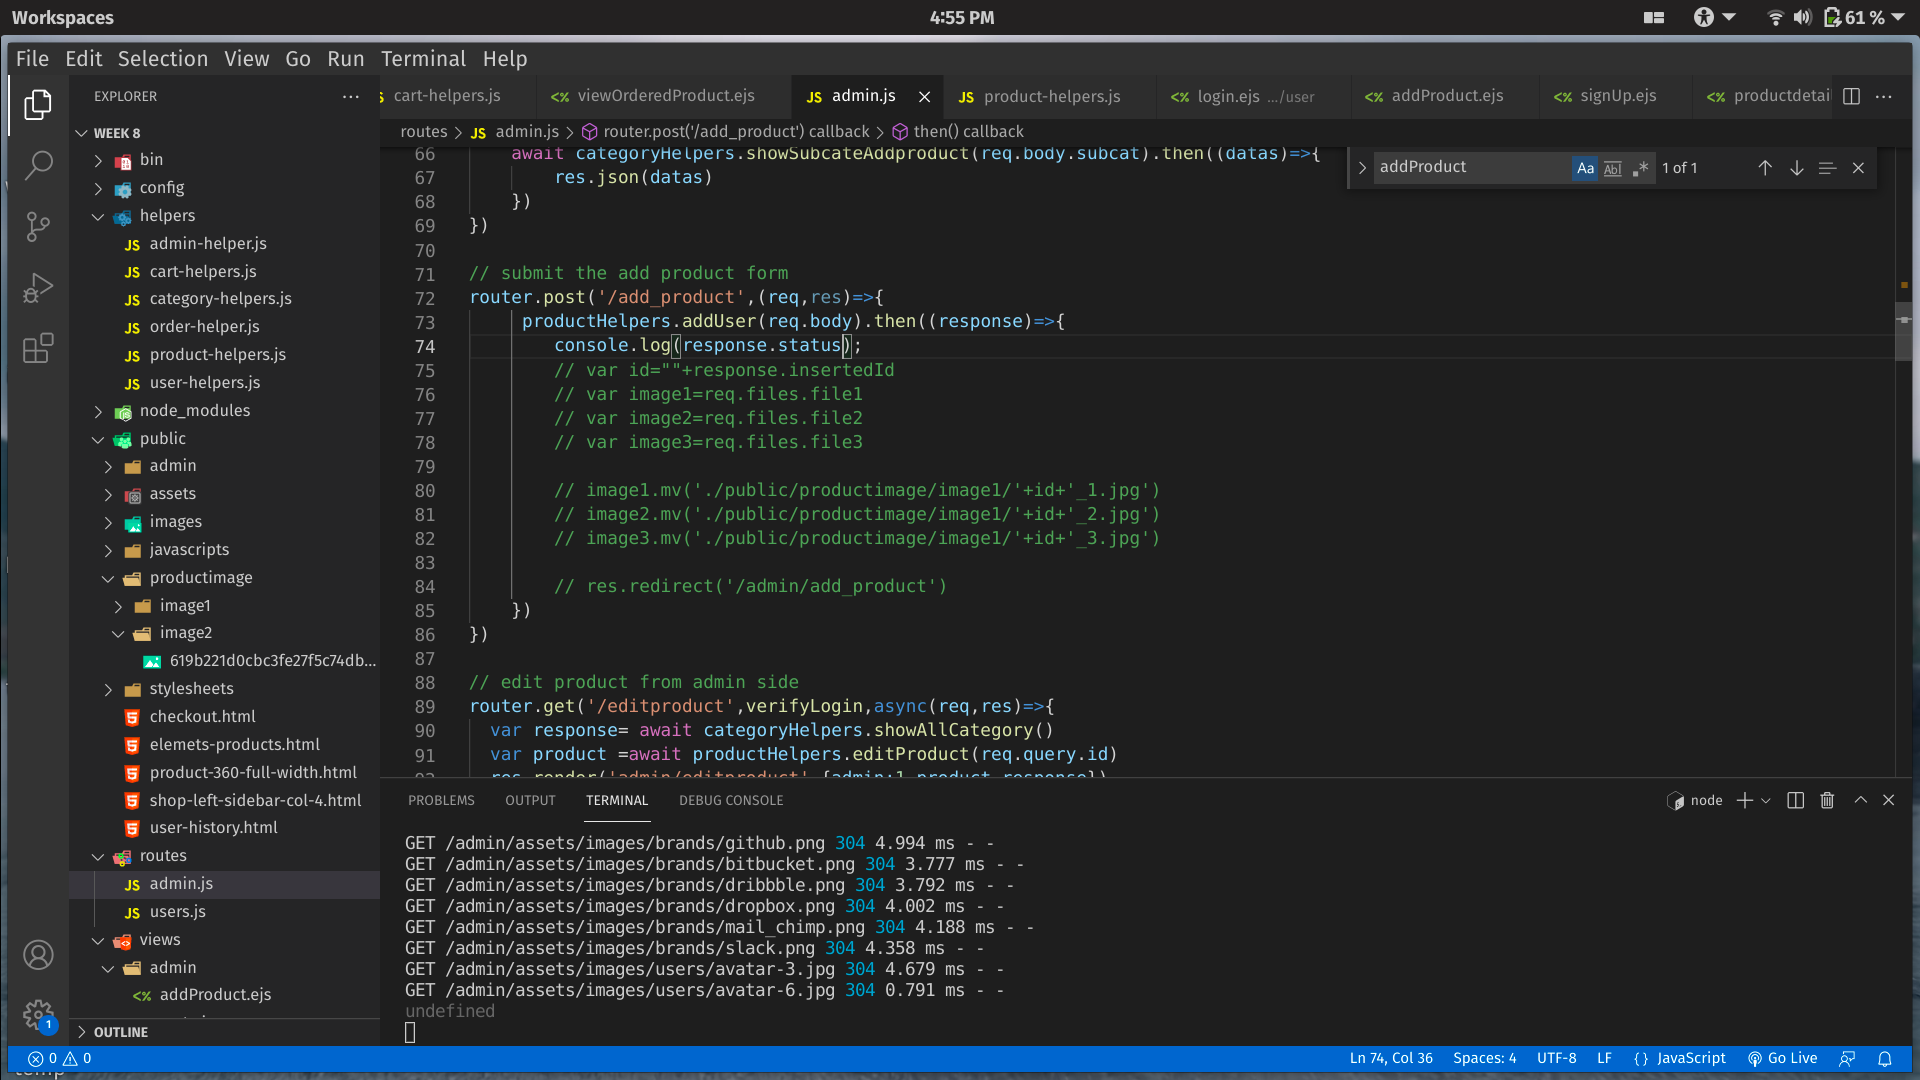 Workspaces
4:55 PM
61 %
File Edit Selection View Go Run Terminal Help
EXPLORER
WEEK 8
bin
config
helpers
admin-helper.js
cart-helpers.js
category-helpers.js
order-helper.js
product-helpers.js
user-helpers.js
node_modules
public
admin
assets
images
javascripts
productimage
image1
image2
619b221d0cbc3fe27f5c74db...
stylesheets
checkout.html
elemets-products.html
product-360-full-width.html
shop-left-sidebar-col-4.html
user-history.html
routes
admin.js
users.js
views
admin
addProduct.ejs
OUTLINE
cart-helpers.js viewOrderedProduct.ejs admin.js product-helpers.js login.ejs .../user addProduct.ejs signUp.ejs productdetail
routes > JS admin.js > router.post('/add_product') callback > then() callback
addProduct Aa Abl .* 1 of 1
66 await categoryHelpers.showSubcateAddproduct(req.body.subcat).then((datas)=>{
67 res.json(datas)
68 })
69 })
70
71 // submit the add product form
72 router.post('/add_product',(req,res)=>{
73 productHelpers.addUser(req.body).then((response)=>{
74 console.log(response.status);
75 // var id=""+response.insertedId
76 // var image1=req.files.file1
77 // var image2=req.files.file2
78 // var image3=req.files.file3
79
80 // image1.mv('./public/productimage/image1/'+id+'_1.jpg')
81 // image2.mv('./public/productimage/image1/'+id+'_2.jpg')
82 // image3.mv('./public/productimage/image1/'+id+'_3.jpg')
83
84 // res.redirect('/admin/add_product')
85 })
86 })
87
88 // edit product from admin side
89 router.get('/editproduct',verifyLogin,async(req,res)=>{
90 var response= await categoryHelpers.showAllCategory()
91 var product =await productHelpers.editProduct(req.query.id)
92 res.render('admin/editproduct',{admin:1,product,response})
PROBLEMS OUTPUT TERMINAL DEBUG CONSOLE
node
GET /admin/assets/images/brands/github.png 304 4.994 ms - -
GET /admin/assets/images/brands/bitbucket.png 304 3.777 ms - -
GET /admin/assets/images/brands/dribbble.png 304 3.792 ms - -
GET /admin/assets/images/brands/dropbox.png 304 4.002 ms - -
GET /admin/assets/images/brands/mail_chimp.png 304 4.188 ms - -
GET /admin/assets/images/brands/slack.png 304 4.358 ms - -
GET /admin/assets/images/users/avatar-3.jpg 304 4.679 ms - -
GET /admin/assets/images/users/avatar-6.jpg 304 0.791 ms - -
undefined
1
0 0
Ln 74, Col 36 Spaces: 4 UTF-8 LF {} JavaScript Go Live